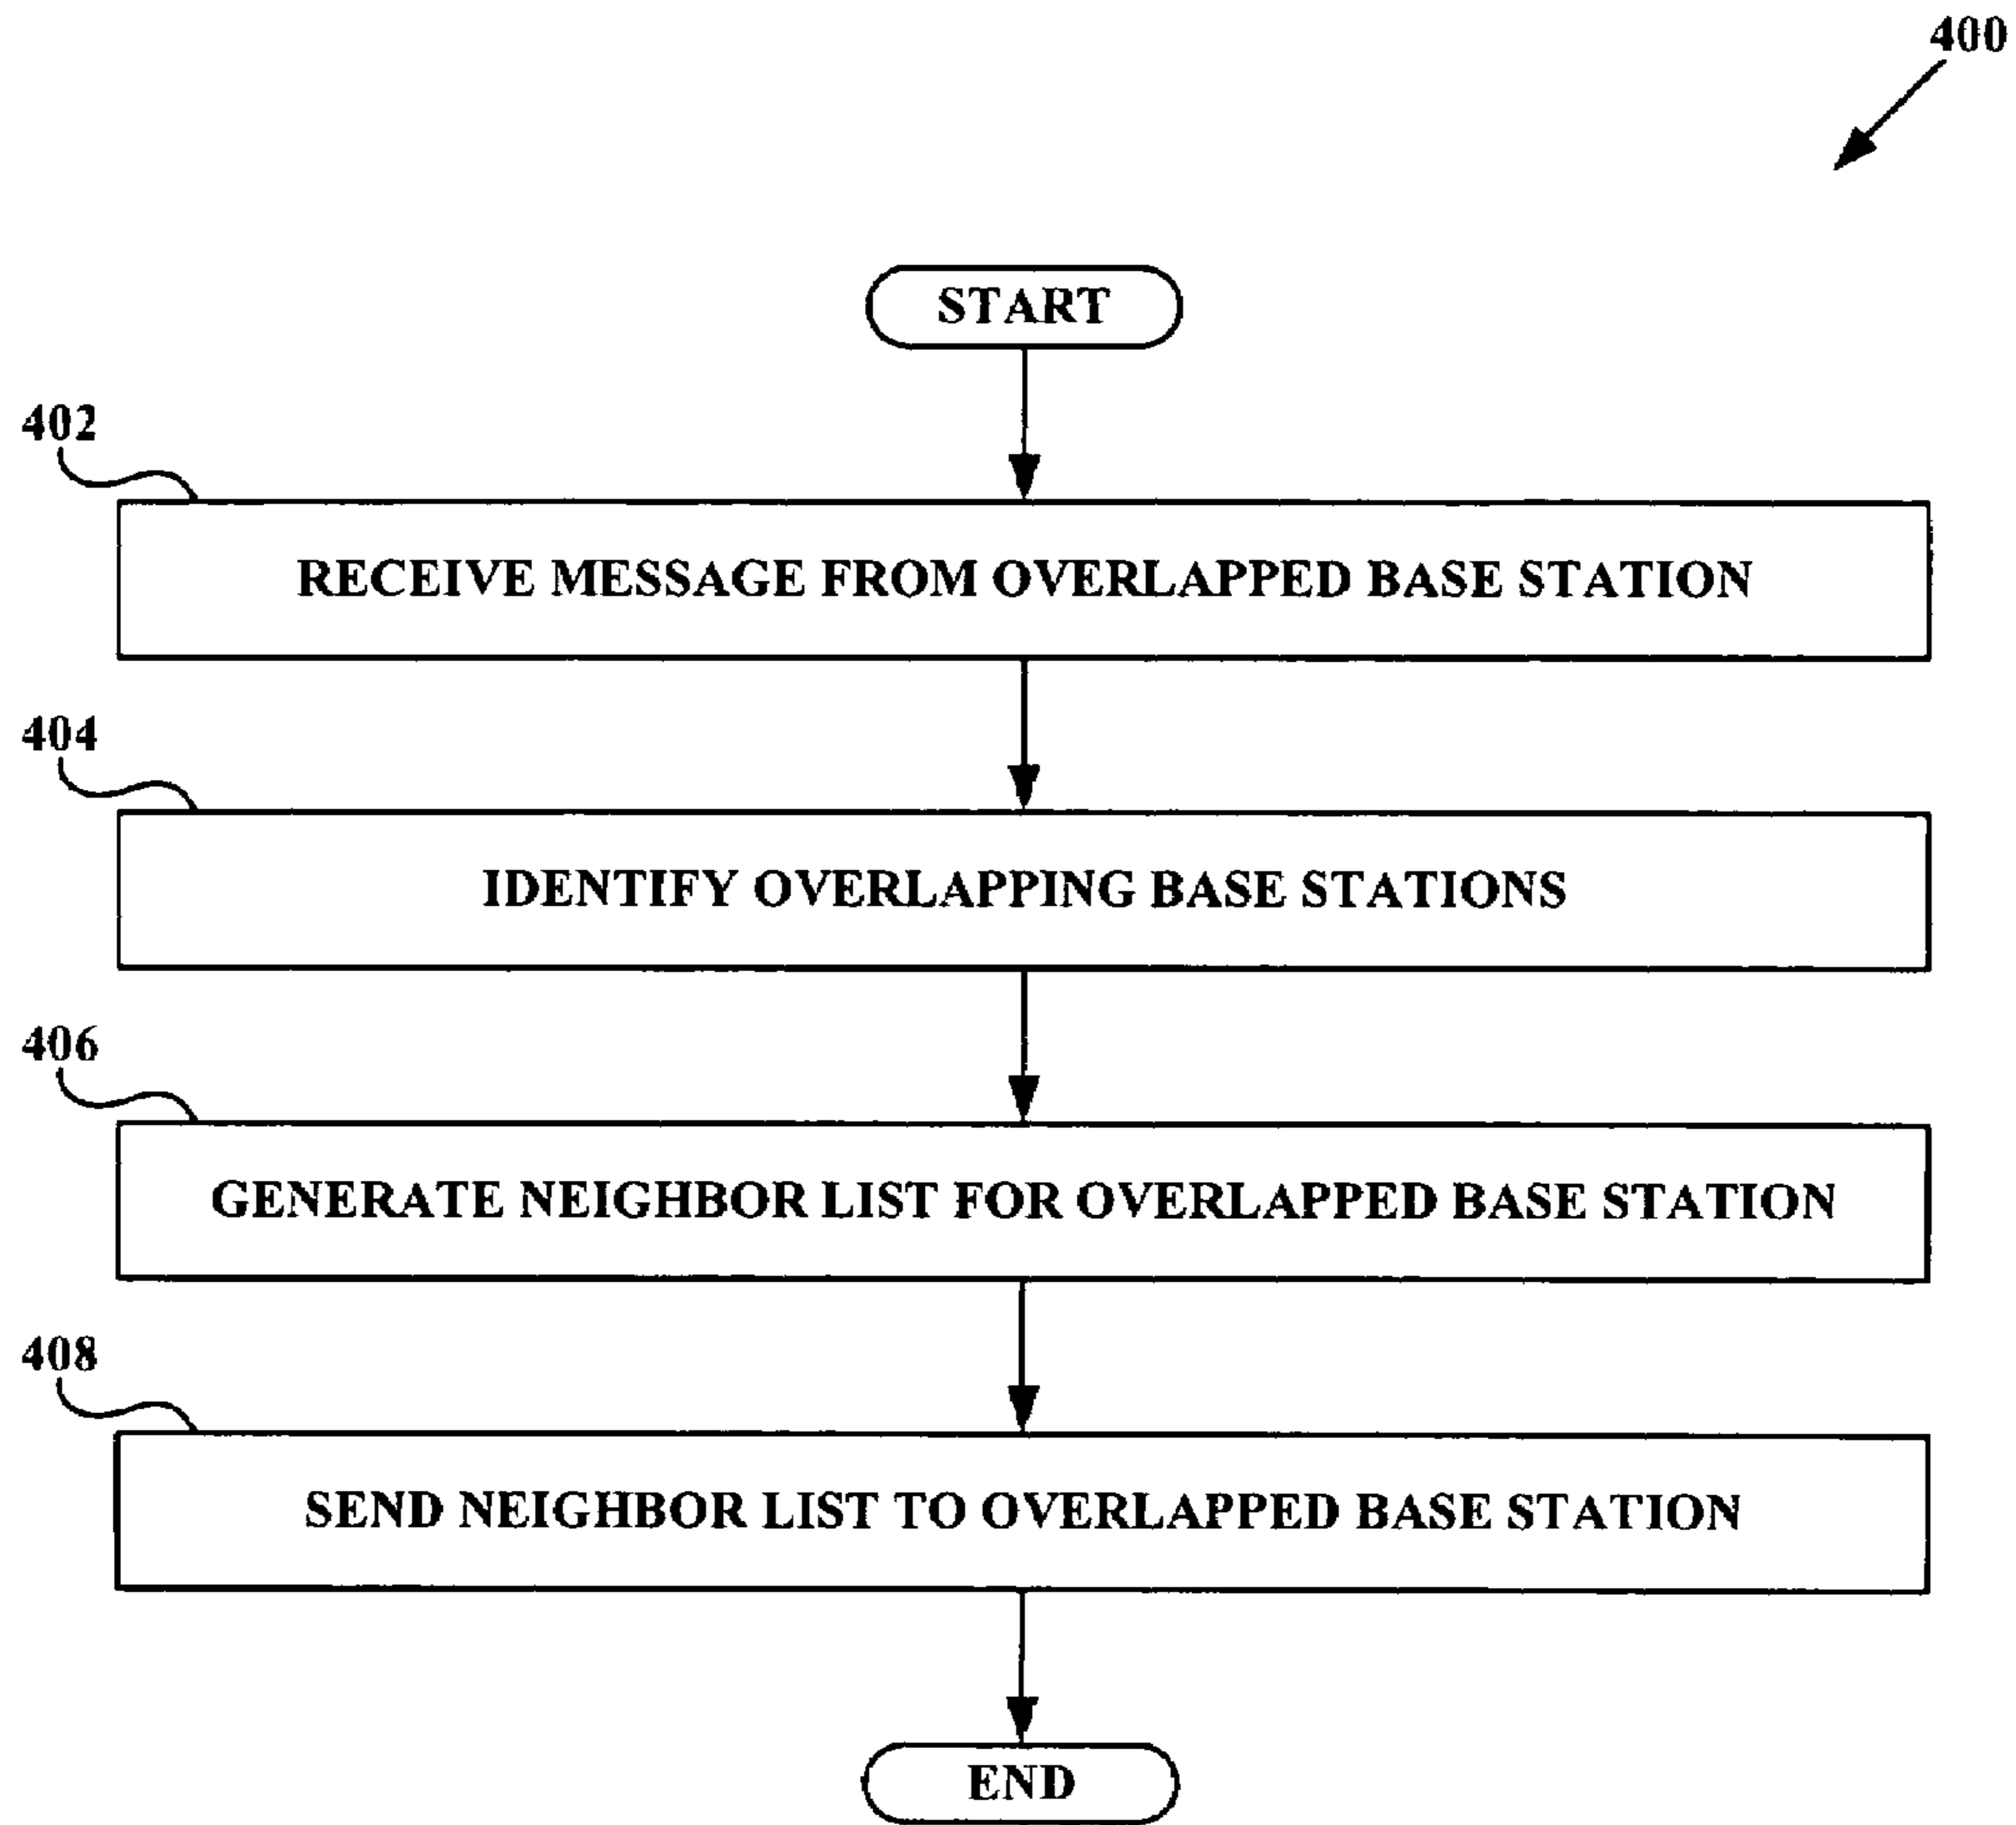 400
START
402
RECEIVE MESSAGE FROM OVERLAPPED BASE STATION
404
IDENTIFY OVERLAPPING BASE STATIONS
406
GENERATE NEIGHBOR LIST FOR OVERLAPPED BASE STATION
408
SEND NEIGHBOR LIST TO OVERLAPPED BASE STATION
END